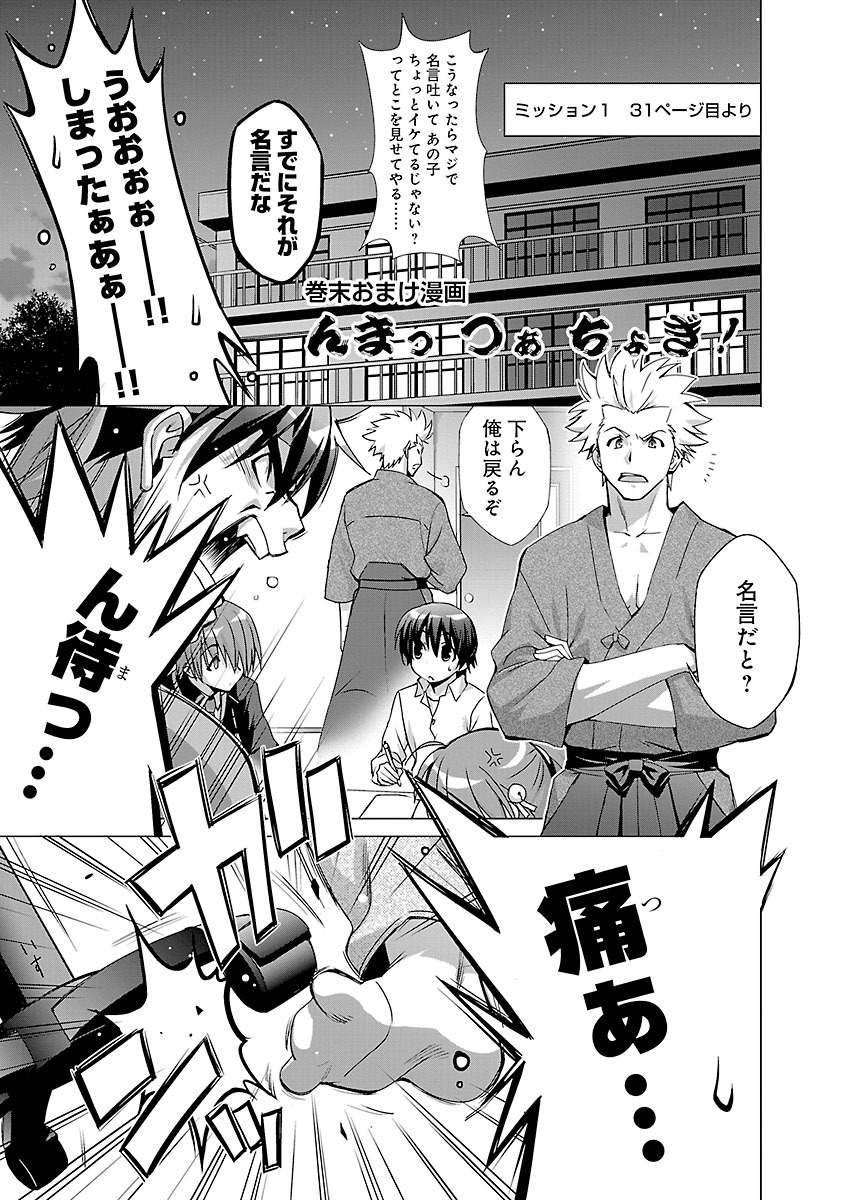 ミッション1　31ページ目より
こうなったらマジで
名言吐いて あの子
ちょっとイケてるじゃない?
ってとこを見せてやる……
すでにそれが
名言だな
うおおぉぉ――!!
しまったぁあぁ――!!
巻末おまけ漫画
んまっ つぁ ちょぎ!
名言だと?
下らん
俺は戻るぞ
ん待っ…
ま
ガッ
痛ぁ……
つ